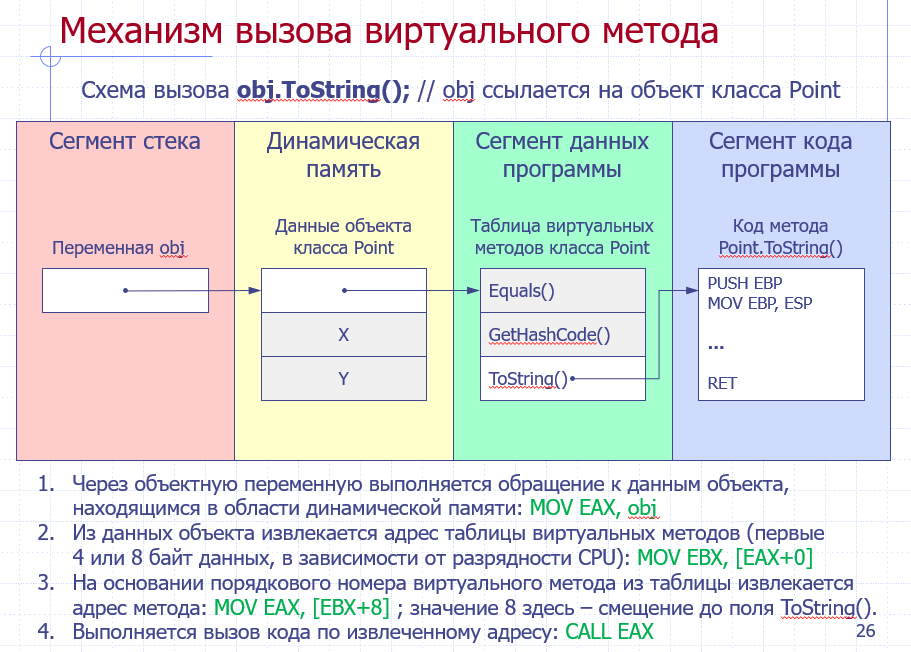 Механизм вызова виртуального метода
Схема вызова obj.ToString(); // obj ссылается на объект класса Point
Сегмент стека
Переменная obj
Динамическая
память
Данные объекта
класса Point
X
Y
Сегмент данных
программы
Таблица виртуальных
методов класса Point
Equals()
GetHashCode()
ToString()
Сегмент кода
программы
Код метода
Point.ToString()
PUSH EBP
MOV EBP, ESP
...
RET
1. Через объектную переменную выполняется обращение к данным объекта,
находящимся в области динамической памяти: MOV EAX, obj
2. Из данных объекта извлекается адрес таблицы виртуальных методов (первые
4 или 8 байт данных, в зависимости от разрядности CPU): MOV EBX, [EAX+0]
3. На основании порядкового номера виртуального метода из таблицы извлекается
адрес метода: MOV EAX, [EBX+8] ; значение 8 здесь – смещение до поля ToString().
4. Выполняется вызов кода по извлеченному адресу: CALL EAX
26